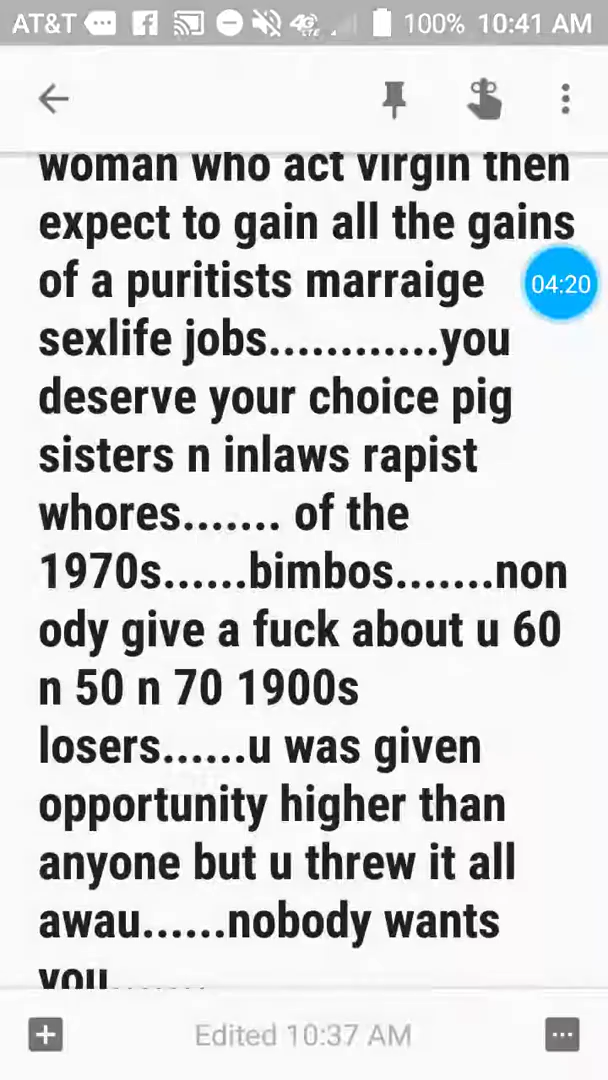 AT&T 4G LTE 100% 10:41 AM
woman who act virgin then
expect to gain all the gains
of a puritists marraige
04:20
sexlife jobs............you
deserve your choice pig
sisters n inlaws rapist
whores....... of the
1970s......bimbos.......non
ody give a fuck about u 60
n 50 n 70 1900s
losers......u was given
opportunity higher than
anyone but u threw it all
awau......nobody wants
you.......
Edited 10:37 AM